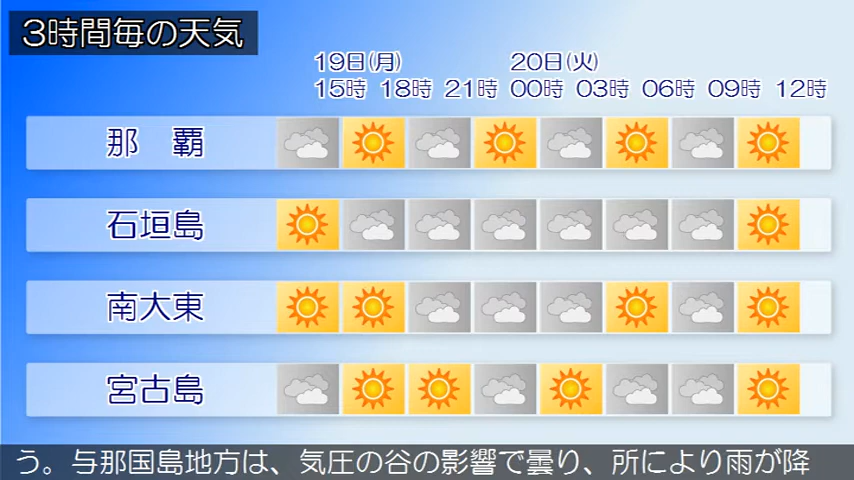 3時間毎の天気
19日(月) 20日(火)
15時 18時 21時 00時 03時 06時 09時 12時
那　覇
石垣島
南大東
宮古島
う。与那国島地方は、気圧の谷の影響で曇り、所により雨が降